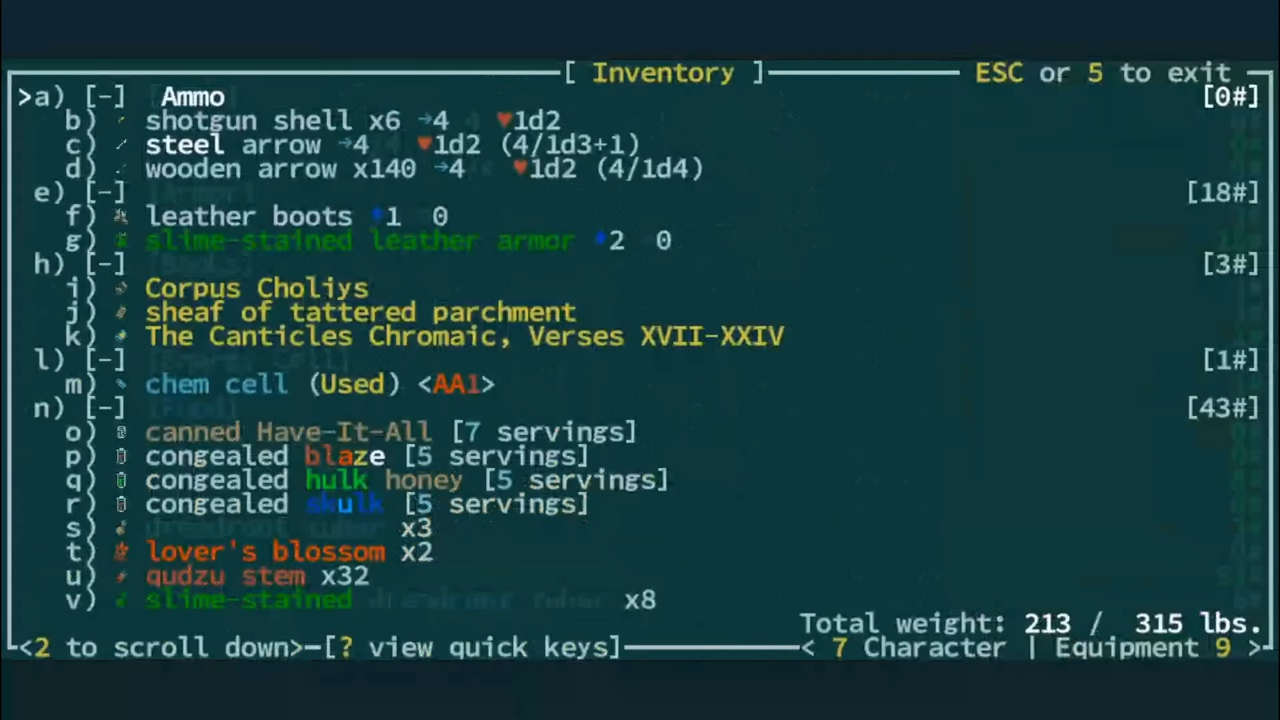 [ Inventory ] ESC or 5 to exit
>a) [-] Ammo [0#]
b) shotgun shell x6 →4 ♥1d2
c) steel arrow →4 ♥1d2 (4/1d3+1)
d) wooden arrow x140 →4 ♥1d2 (4/1d4)
e) [-] [Armor] [18#]
f) leather boots ♦1 0
g) slime-stained leather armor ♦2 0
h) [-] [3#]
i) Corpus Choliys
j) sheaf of tattered parchment
k) The Canticles Chromaic, Verses XVII-XXIV
l) [-] [1#]
m) chem cell (Used) <AA1>
n) [-] [43#]
o) canned Have-It-All [7 servings]
p) congealed blaze [5 servings]
q) congealed hulk honey [5 servings]
r) congealed skulk [5 servings]
s) dreadroot tuber x3
t) lover's blossom x2
u) qudzu stem x32
v) slime-stained dreadroot tuber x8
Total weight: 213 / 315 lbs.
<2 to scroll down>-[? view quick keys] < 7 Character | Equipment 9 >